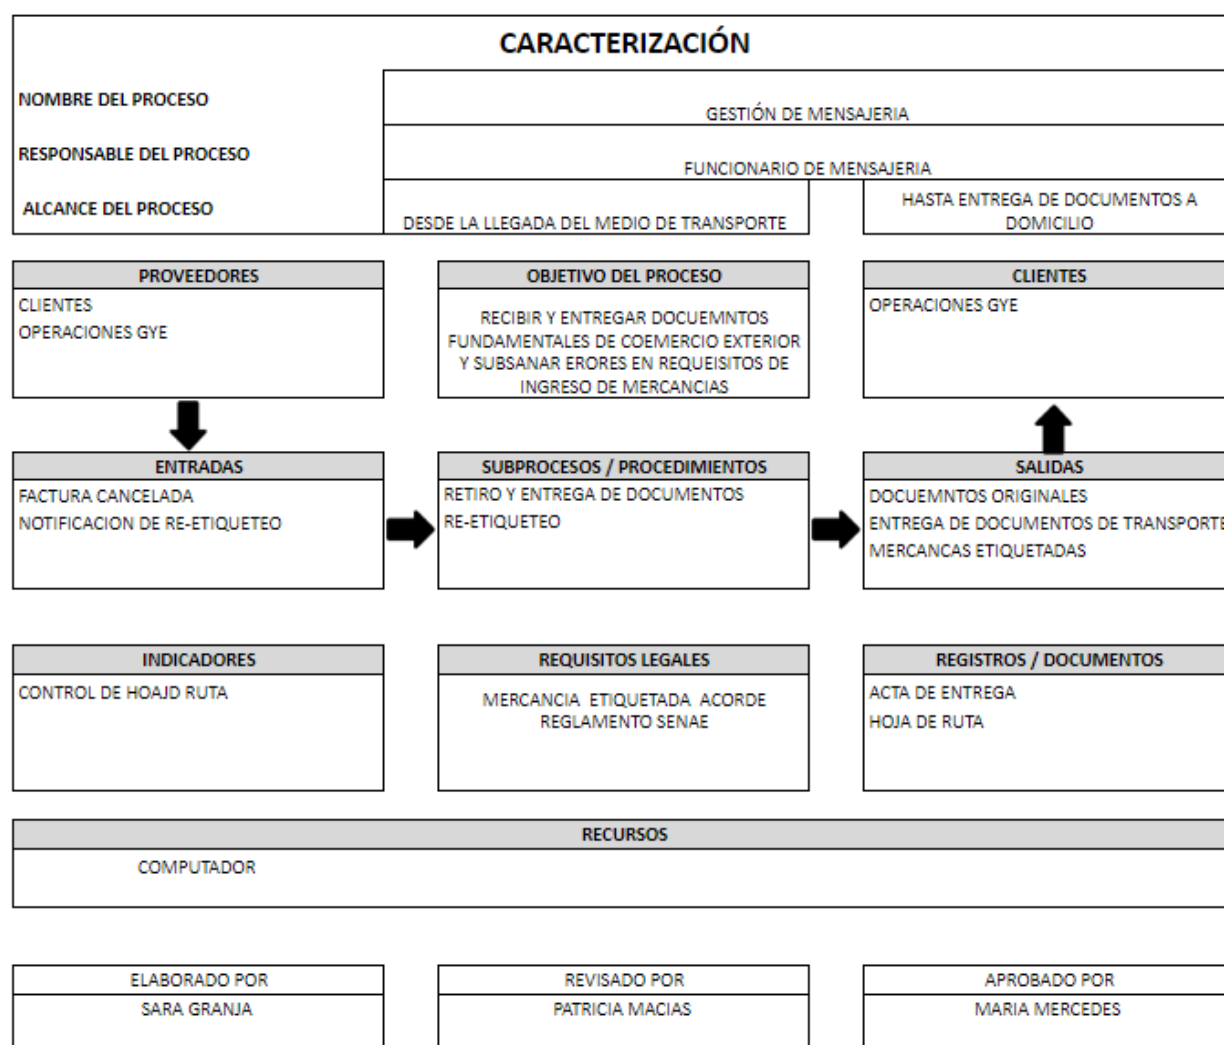 CARACTERIZACIÓN
NOMBRE DEL PROCESO
GESTIÓN DE MENSAJERIA
RESPONSABLE DEL PROCESO
FUNCIONARIO DE MENSAJERIA
ALCANCE DEL PROCESO
DESDE LA LLEGADA DEL MEDIO DE TRANSPORTE
HASTA ENTREGA DE DOCUMENTOS A
DOMICILIO
PROVEEDORES
CLIENTES
OPERACIONES GYE
OBJETIVO DEL PROCESO
RECIBIR Y ENTREGAR DOCUEMNTOS
FUNDAMENTALES DE COEMERCIO EXTERIOR
Y SUBSANAR ERORES EN REQUEISITOS DE
INGRESO DE MERCANCIAS
CLIENTES
OPERACIONES GYE
ENTRADAS
FACTURA CANCELADA
NOTIFICACION DE RE-ETIQUETEO
SUBPROCESOS / PROCEDIMIENTOS
RETIRO Y ENTREGA DE DOCUMENTOS
RE-ETIQUETEO
SALIDAS
DOCUEMNTOS ORIGINALES
ENTREGA DE DOCUMENTOS DE TRANSPORTE
MERCANCAS ETIQUETADAS
INDICADORES
CONTROL DE HOAJD RUTA
REQUISITOS LEGALES
MERCANCIA ETIQUETADA ACORDE
REGLAMENTO SENAE
REGISTROS / DOCUMENTOS
ACTA DE ENTREGA
HOJA DE RUTA
RECURSOS
COMPUTADOR
ELABORADO POR
SARA GRANJA
REVISADO POR
PATRICIA MACIAS
APROBADO POR
MARIA MERCEDES